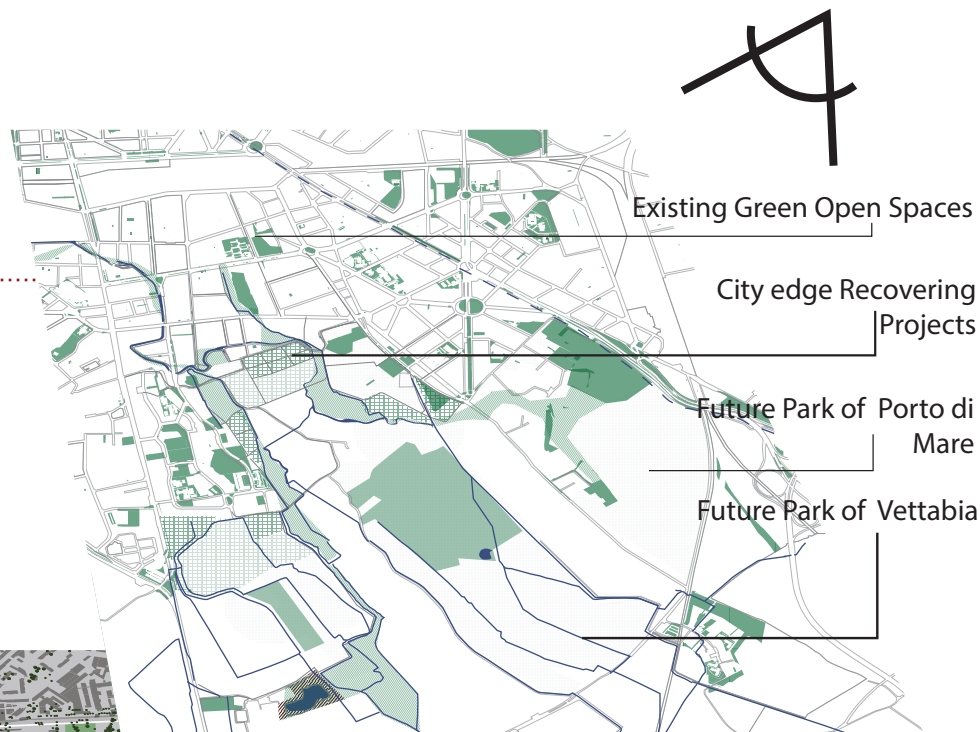 Existing Green Open Spaces
City edge Recovering
Projects
Future Park of Porto di
Mare
Future Park of Vettabia